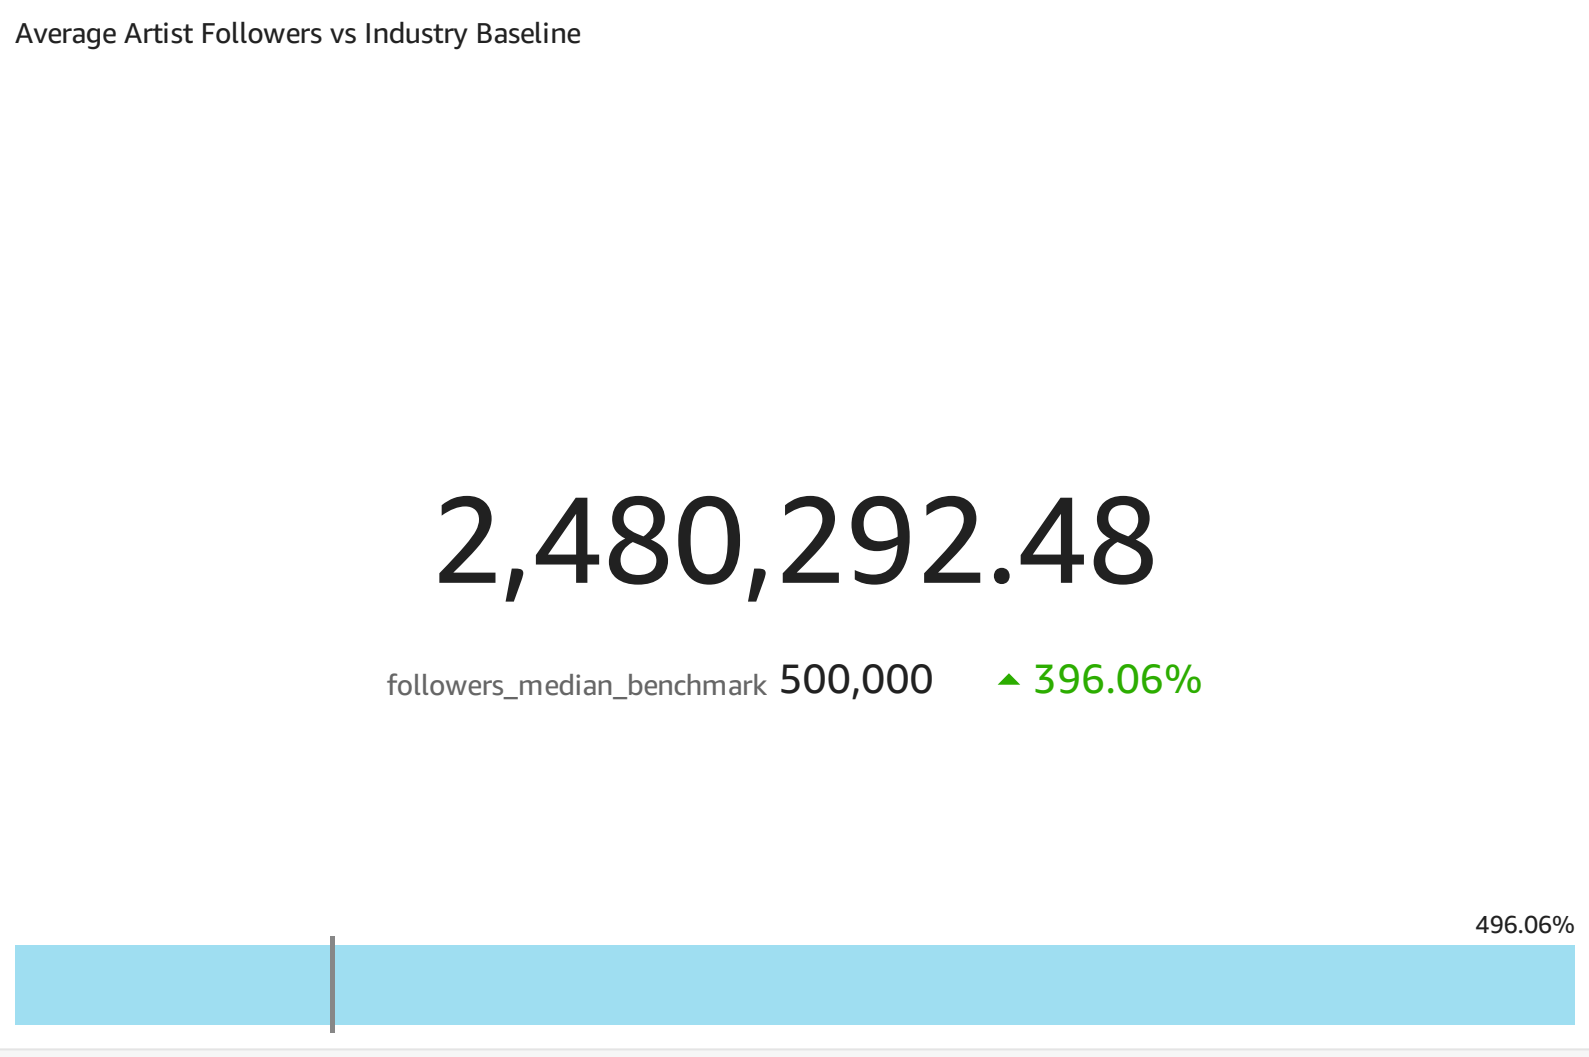 Average Artist Followers vs Industry Baseline
2,480,292.48
followers_median_benchmark 500,000 ▲ 396.06%
496.06%